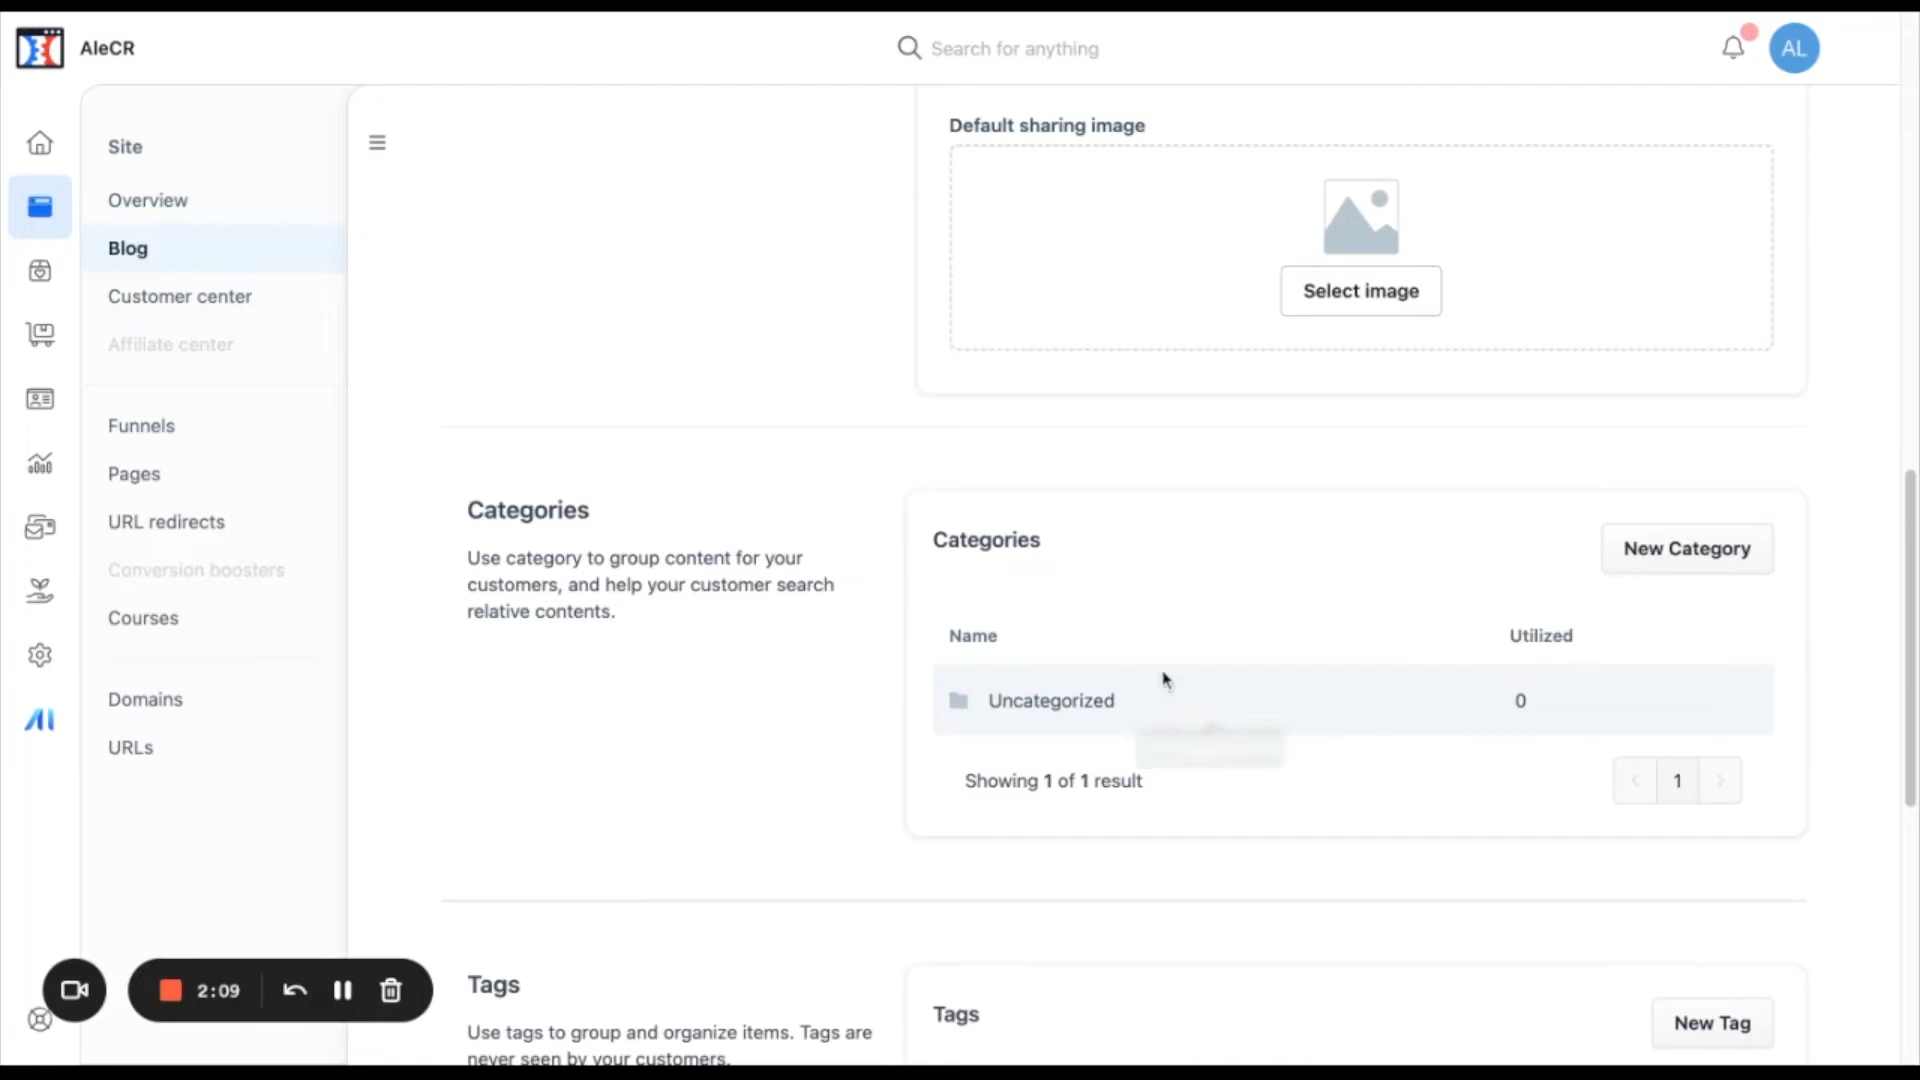 AleCR
Search for anything
AL
Site
Overview
Blog
Customer center
Affiliate center
Funnels
Pages
URL redirects
Conversion boosters
Courses
Domains
URLs
AI
Default sharing image
Select image
Categories
Use category to group content for your
customers, and help your customer search
relative contents.
Categories
New Category
Name Utilized
Uncategorized 0
Showing 1 of 1 result
1
Tags
Use tags to group and organize items. Tags are
never seen by your customers.
Tags
New Tag
2:09